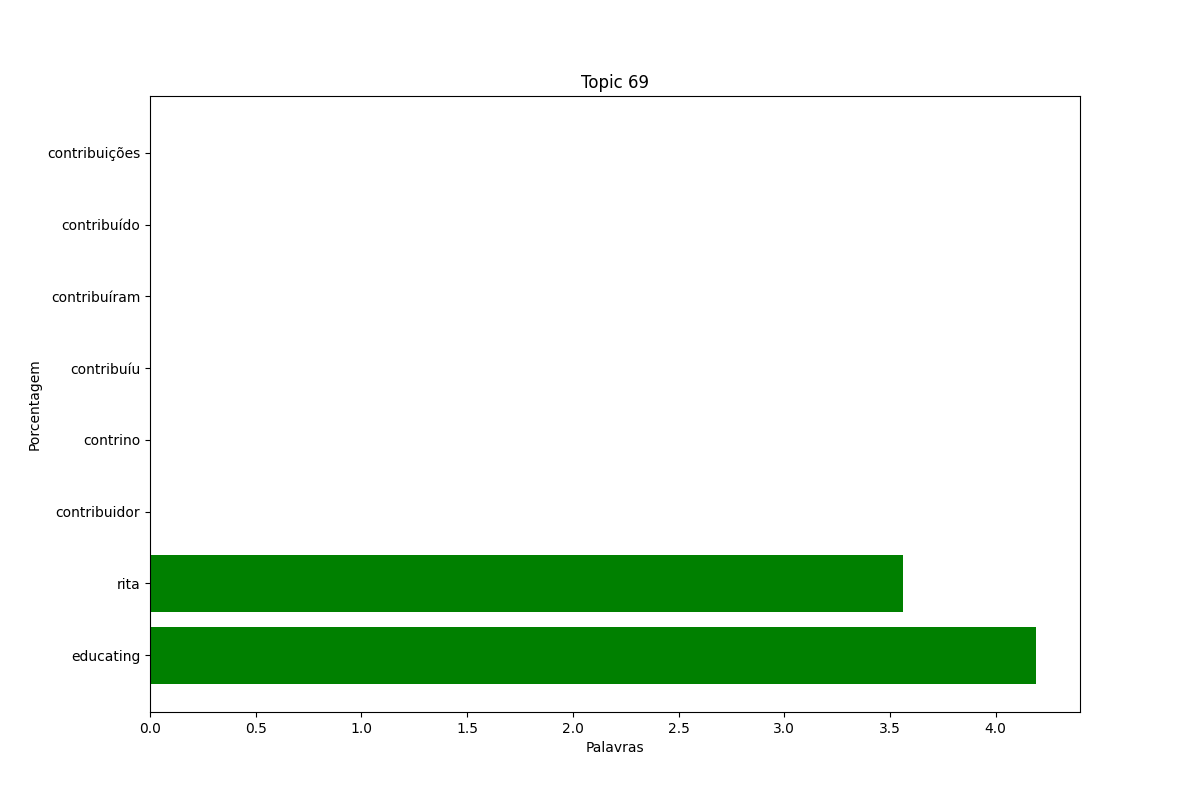 Topic 69
contribuições
contribuído
contribuíram
contribuíu
contrino
contribuidor
rita
educating
Porcentagem
0.0 0.5 1.0 1.5 2.0 2.5 3.0 3.5 4.0
Palavras